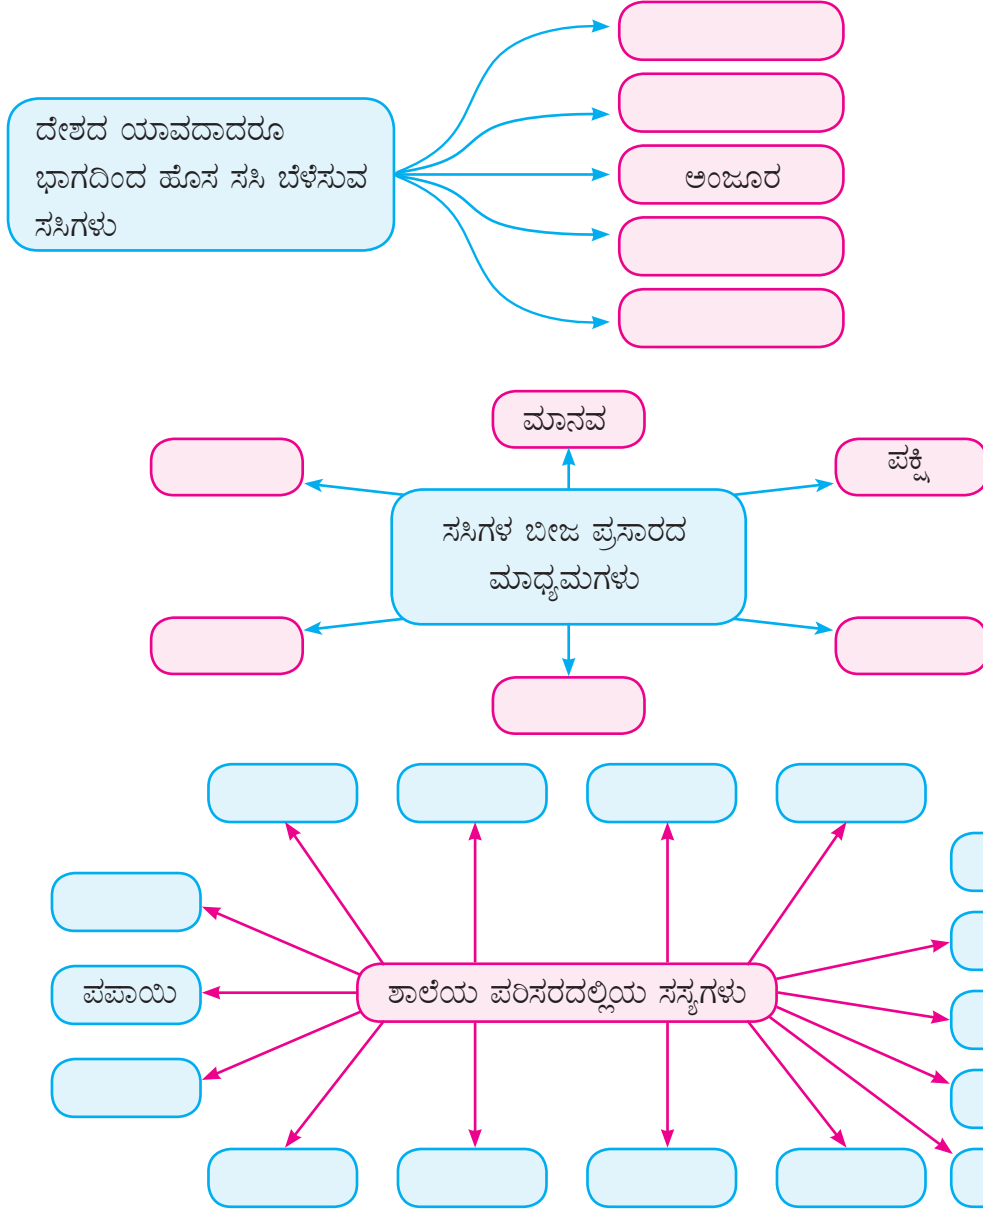 ದೇಶದ ಯಾವದಾದರೂ
ಭಾಗದಿಂದ ಹೊಸ ಸಸಿ ಬೆಳೆಸುವ
ಸಸಿಗಳು
ಅಂಜೂರ
ಮಾನವ
ಪಕ್ಷಿ
ಸಸಿಗಳ ಬೀಜ ಪ್ರಸಾರದ
ಮಾಧ್ಯಮಗಳು
ಪಪಾಯಿ
ಶಾಲೆಯ ಪರಿಸರದಲ್ಲಿಯ ಸಸ್ಯಗಳು